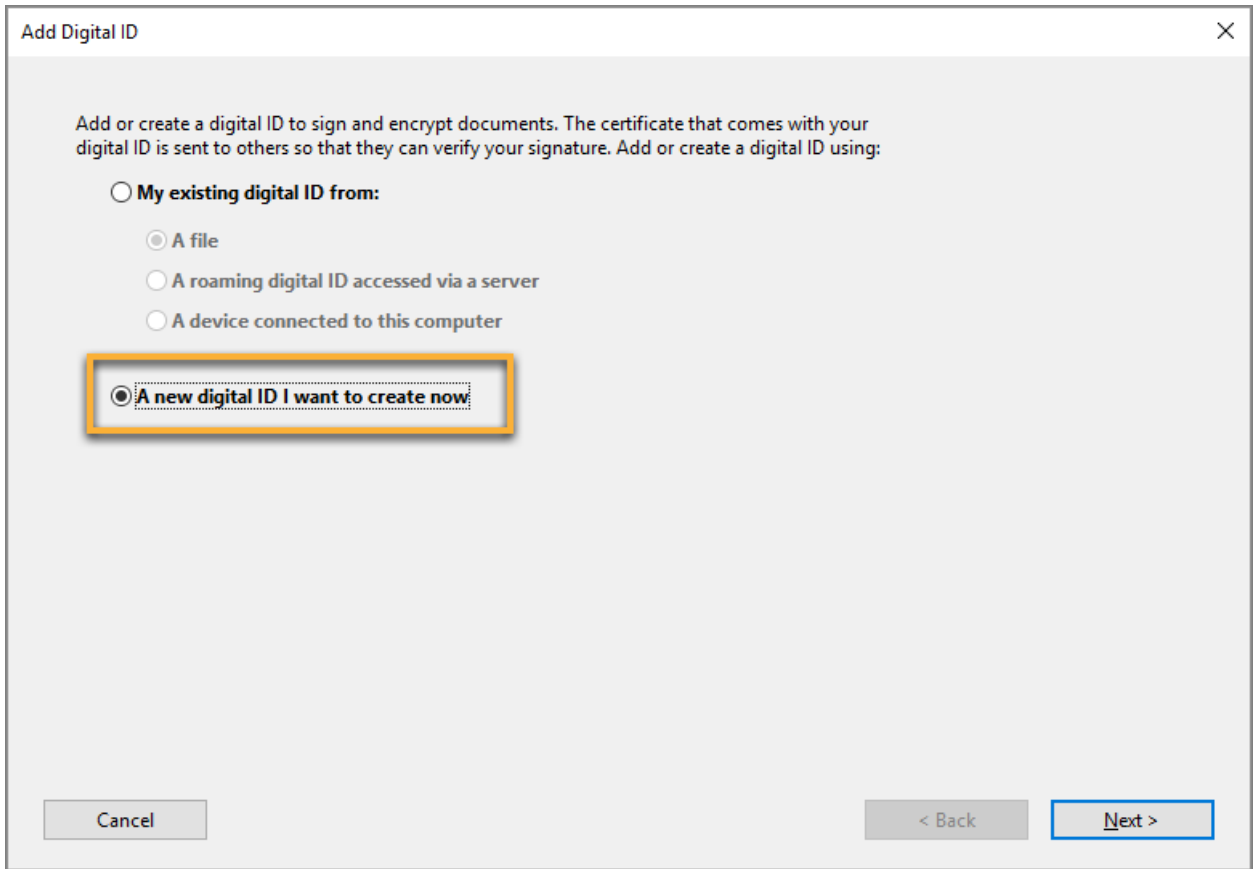 Add Digital ID
Add or create a digital ID to sign and encrypt documents. The certificate that comes with your
digital ID is sent to others so that they can verify your signature. Add or create a digital ID using:
My existing digital ID from:
A file
A roaming digital ID accessed via a server
A device connected to this computer
A new digital ID I want to create now
Cancel
< Back
Next >